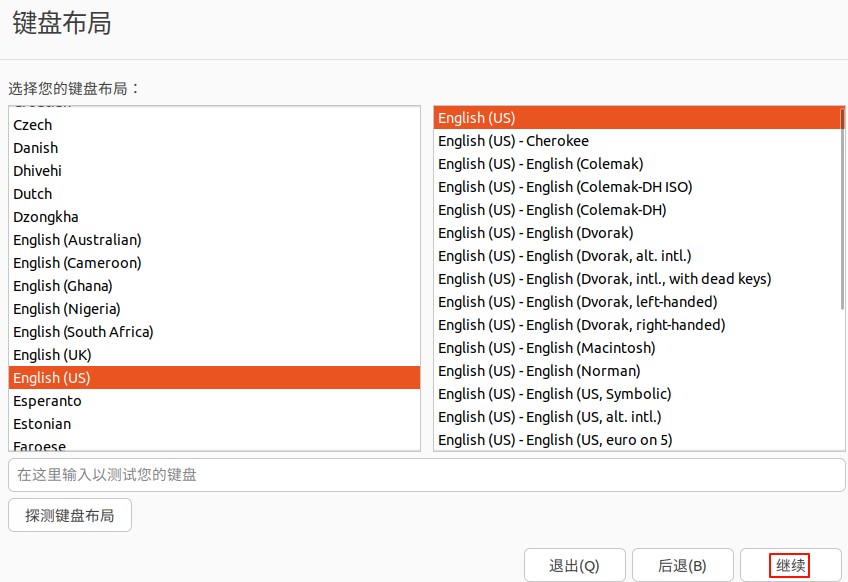 键盘布局
选择您的键盘布局：
Croatian
Czech
Danish
Dhivehi
Dutch
Dzongkha
English (Australian)
English (Cameroon)
English (Ghana)
English (Nigeria)
English (South Africa)
English (UK)
English (US)
Esperanto
Estonian
Faroese
English (US)
English (US) - Cherokee
English (US) - English (Colemak)
English (US) - English (Colemak-DH ISO)
English (US) - English (Colemak-DH)
English (US) - English (Dvorak)
English (US) - English (Dvorak, alt. intl.)
English (US) - English (Dvorak, intl., with dead keys)
English (US) - English (Dvorak, left-handed)
English (US) - English (Dvorak, right-handed)
English (US) - English (Macintosh)
English (US) - English (Norman)
English (US) - English (US, Symbolic)
English (US) - English (US, alt. intl.)
English (US) - English (US, euro on 5)
在这里输入以测试您的键盘
探测键盘布局
退出(Q)
后退(B)
继续